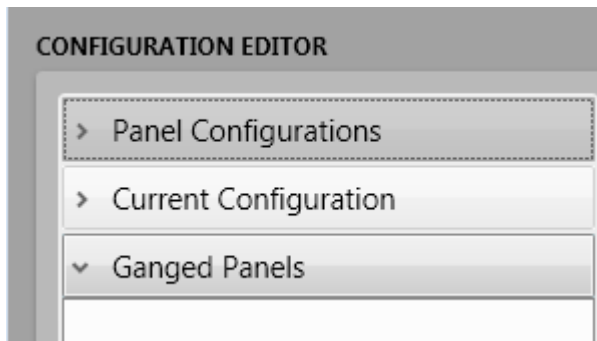 CONFIGURATION EDITOR
Panel Configurations
Current Configuration
Ganged Panels